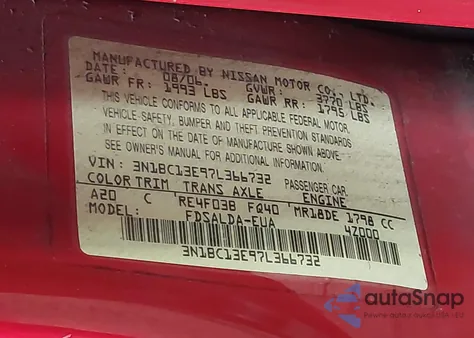 MANUFACTURED BY NISSAN MOTOR CO., LTD.
DATE: 08/06 GVWR: 3770 LBS
GAWR FR: 1993 LBS GAWR RR: 1795 LBS
THIS VEHICLE CONFORMS TO ALL APPLICABLE FEDERAL MOTOR
VEHICLE SAFETY, BUMPER AND THEFT PREVENTION STANDARDS
IN EFFECT ON THE DATE OF MANUFACTURE SHOWN ABOVE.
SEE OWNER'S MANUAL FOR ADDITIONAL INFORMATION.
VIN: 3N1BC13E97L366732 PASSENGER CAR
COLOR TRIM TRANS AXLE ENGINE
A20 C RE4F03B FQ40 MR18DE 1798 CC
MODEL: FDSALDA-EUA 4Z000
3N1BC13E97L366732
autoSnap